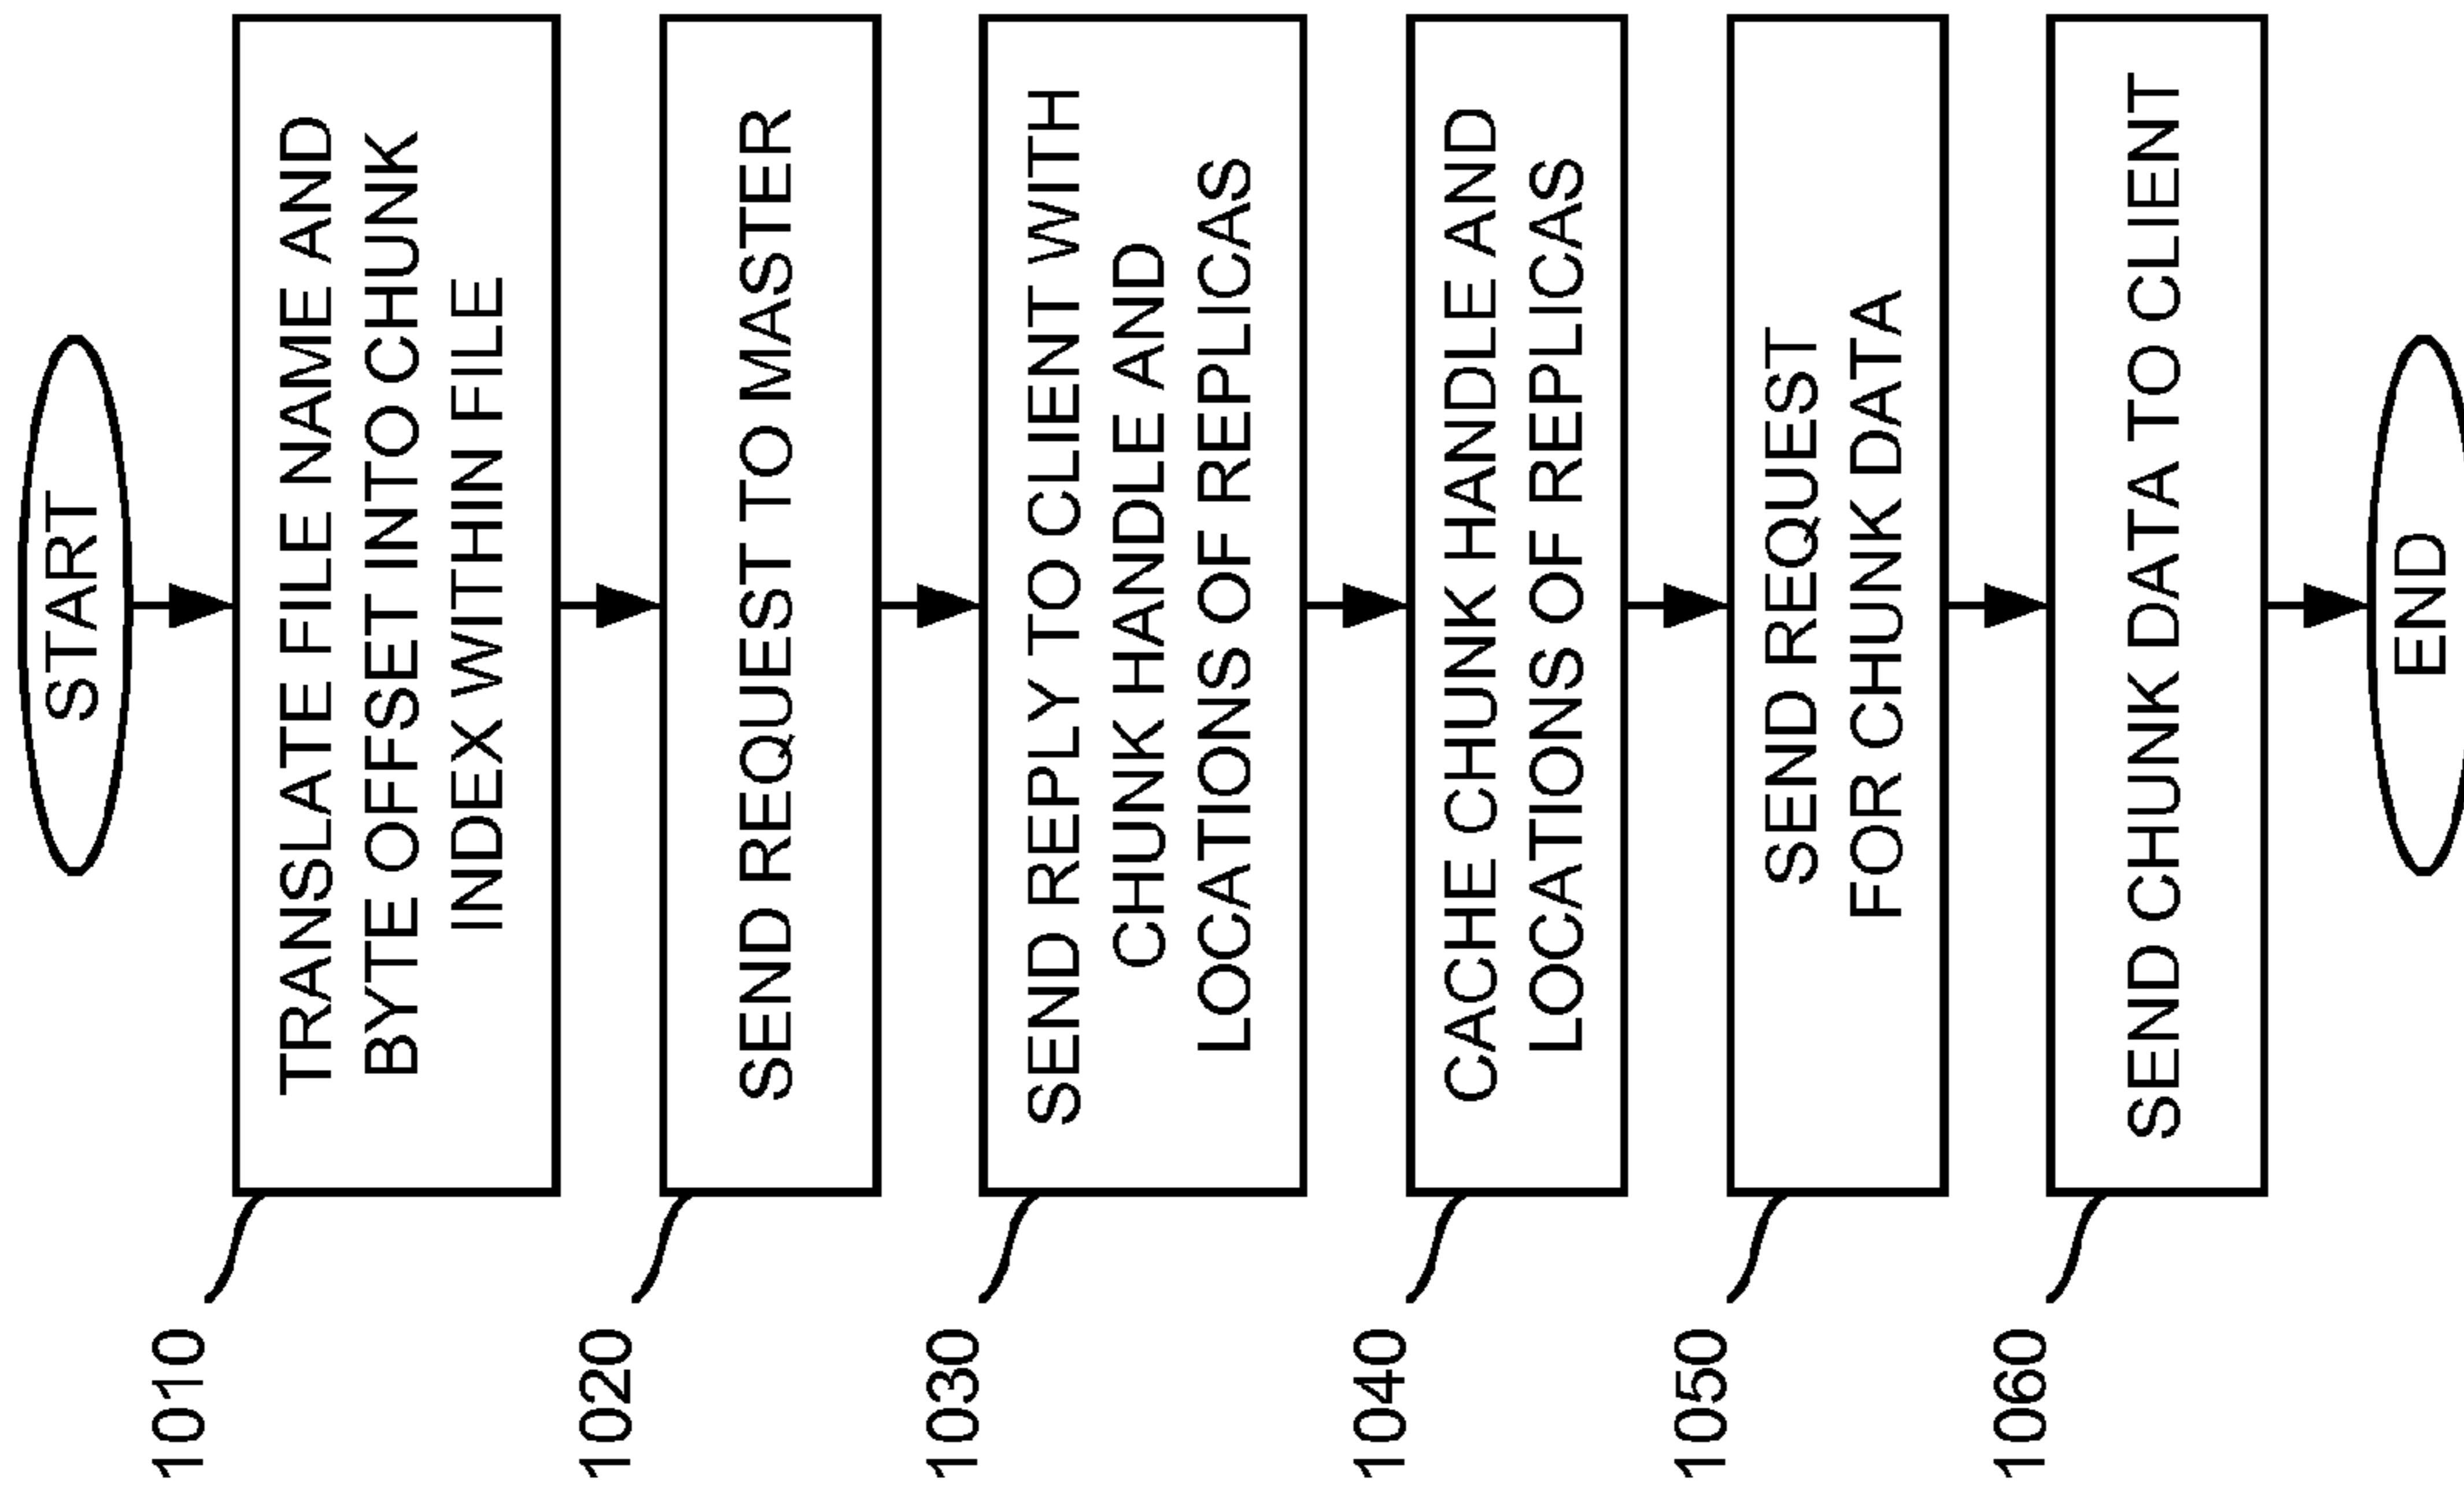 START
1010
TRANSLATE FILE NAME AND
BYTE OFFSET INTO CHUNK
INDEX WITHIN FILE
1020
SEND REQUEST TO MASTER
1030
SEND REPLY TO CLIENT WITH
CHUNK HANDLE AND
LOCATIONS OF REPLICAS
1040
CACHE CHUNK HANDLE AND
LOCATIONS OF REPLICAS
1050
SEND REQUEST
FOR CHUNK DATA
1060
SEND CHUNK DATA TO CLIENT
END